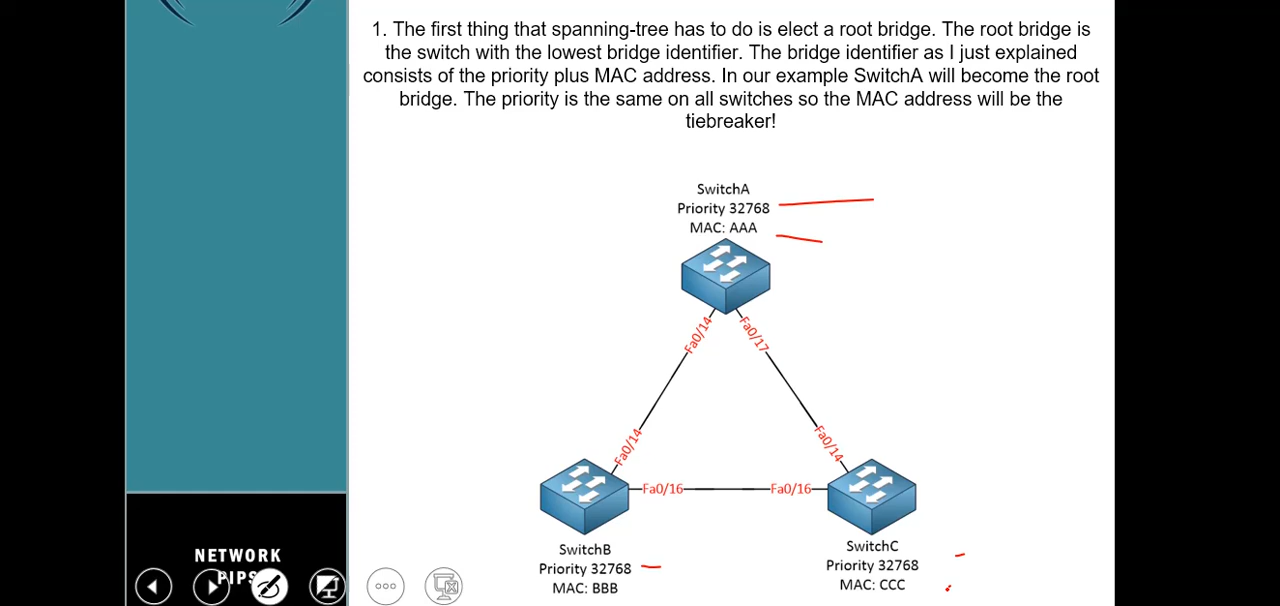 1. The first thing that spanning-tree has to do is elect a root bridge. The root bridge is
the switch with the lowest bridge identifier. The bridge identifier as I just explained
consists of the priority plus MAC address. In our example SwitchA will become the root
bridge. The priority is the same on all switches so the MAC address will be the
tiebreaker!
SwitchA
Priority 32768
MAC: AAA
Fa0/14
Fa0/17
Fa0/14
Fa0/14
Fa0/16
Fa0/16
SwitchB
Priority 32768
MAC: BBB
SwitchC
Priority 32768
MAC: CCC
NETWORK
PIPS